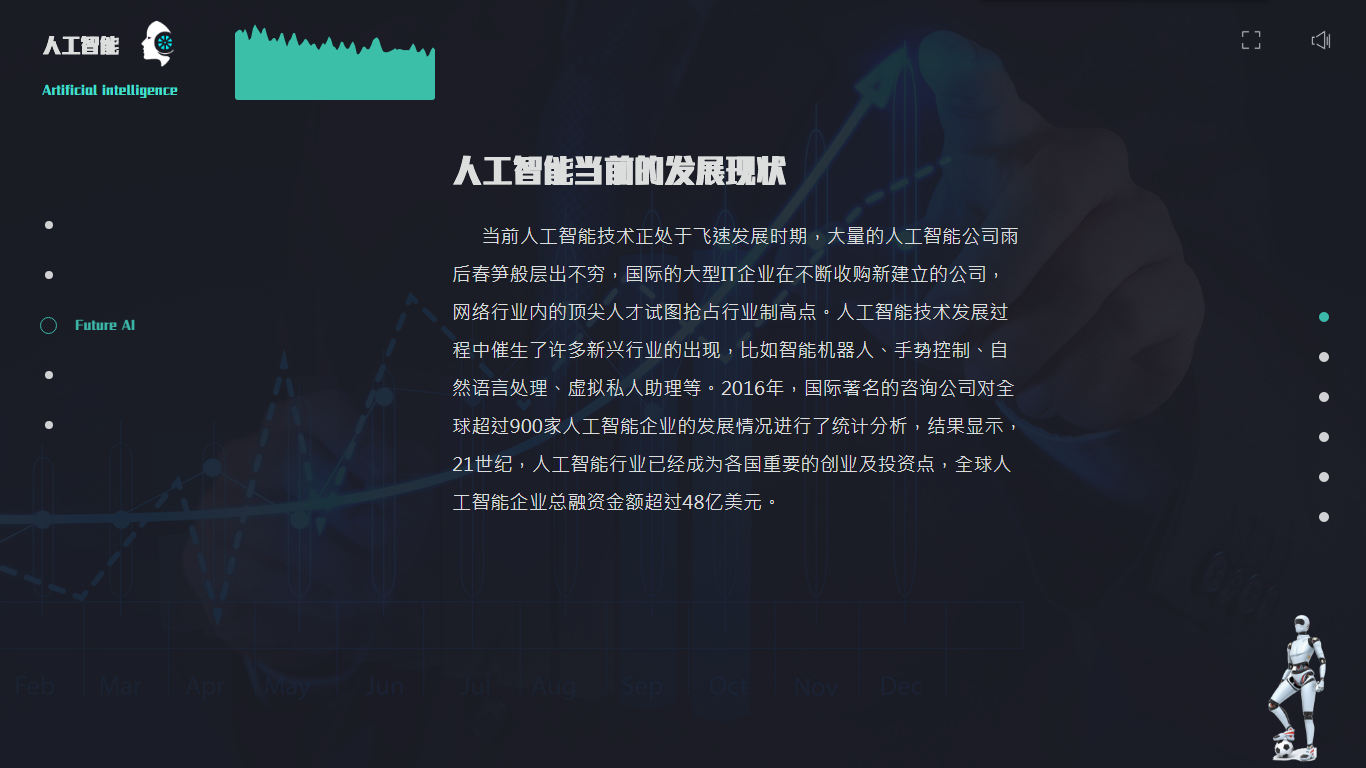 人工智能
Artificial intelligence
人工智能当前的发展现状
当前人工智能技术正处于飞速发展时期，大量的人工智能公司雨
后春笋般层出不穷，国际的大型IT企业在不断收购新建立的公司，
网络行业内的顶尖人才试图抢占行业制高点。人工智能技术发展过
程中催生了许多新兴行业的出现，比如智能机器人、手势控制、自
然语言处理、虚拟私人助理等。2016年，国际著名的咨询公司对全
球超过900家人工智能企业的发展情况进行了统计分析，结果显示，
21世纪，人工智能行业已经成为各国重要的创业及投资点，全球人
工智能企业总融资金额超过48亿美元。
Future AI
Feb Mar Apr May Jun Jul Aug Sep Oct Nov Dec